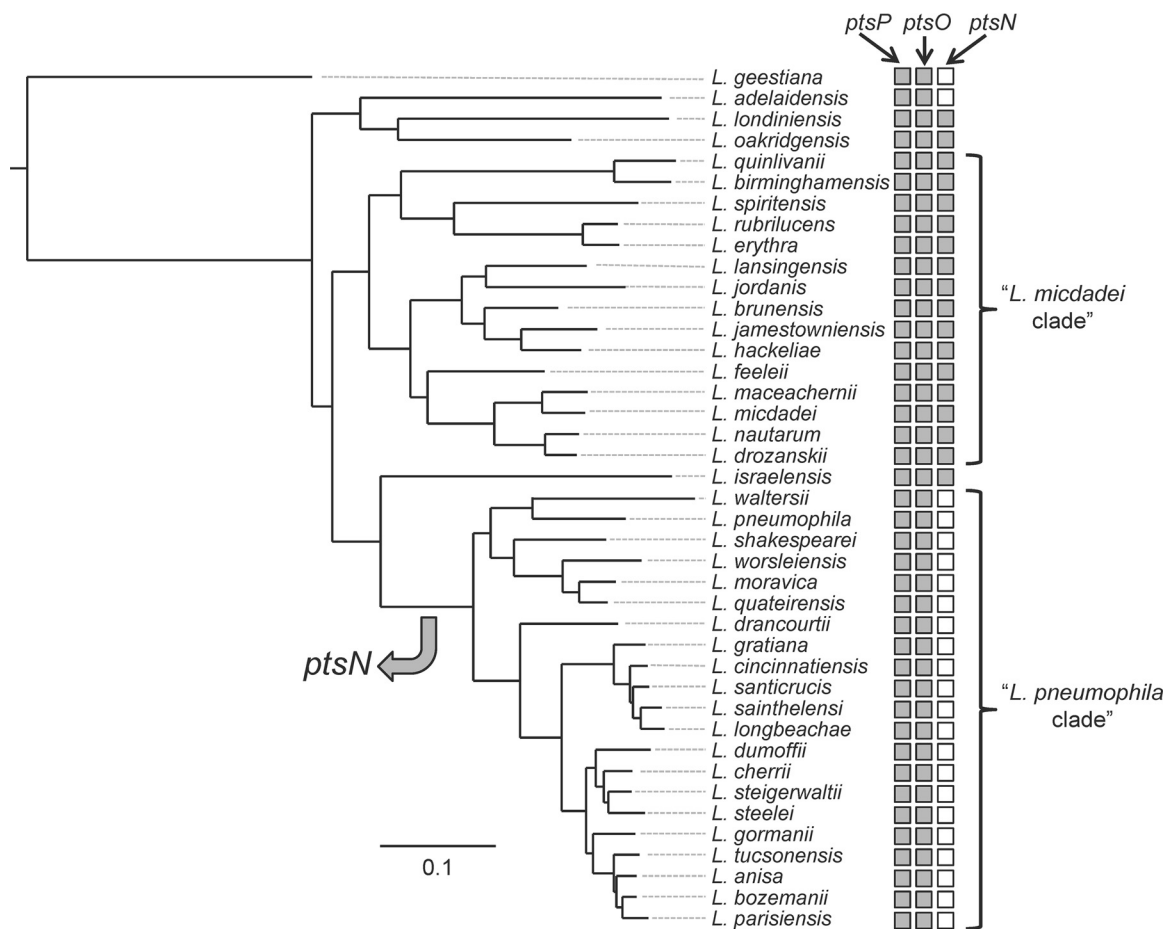 ptsP ptsO ptsN
L. geestiana
L. adelaidensis
L. londiniensis
L. oakridgensis
L. quinlivanii
L. birminghamensis
L. spiritensis
L. rubrilucens
L. erythra
L. lansingensis
L. jordanis
L. brunensis
L. jamestowniensis
L. hackeliae
L. feeleii
L. maceachernii
L. micdadei
L. nautarum
L. drozanskii
L. israelensis
L. waltersii
L. pneumophila
L. shakespearei
L. worsleiensis
L. moravica
L. quateirensis
L. drancourtii
L. gratiana
L. cincinnatiensis
L. santicrucis
L. sainthelensi
L. longbeachae
L. dumoffii
L. cherrii
L. steigerwaltii
L. steelei
L. gormanii
L. tucsonensis
L. anisa
L. bozemanii
L. parisiensis
“L. micdadei
clade”
“L. pneumophila
clade”
ptsN
0.1